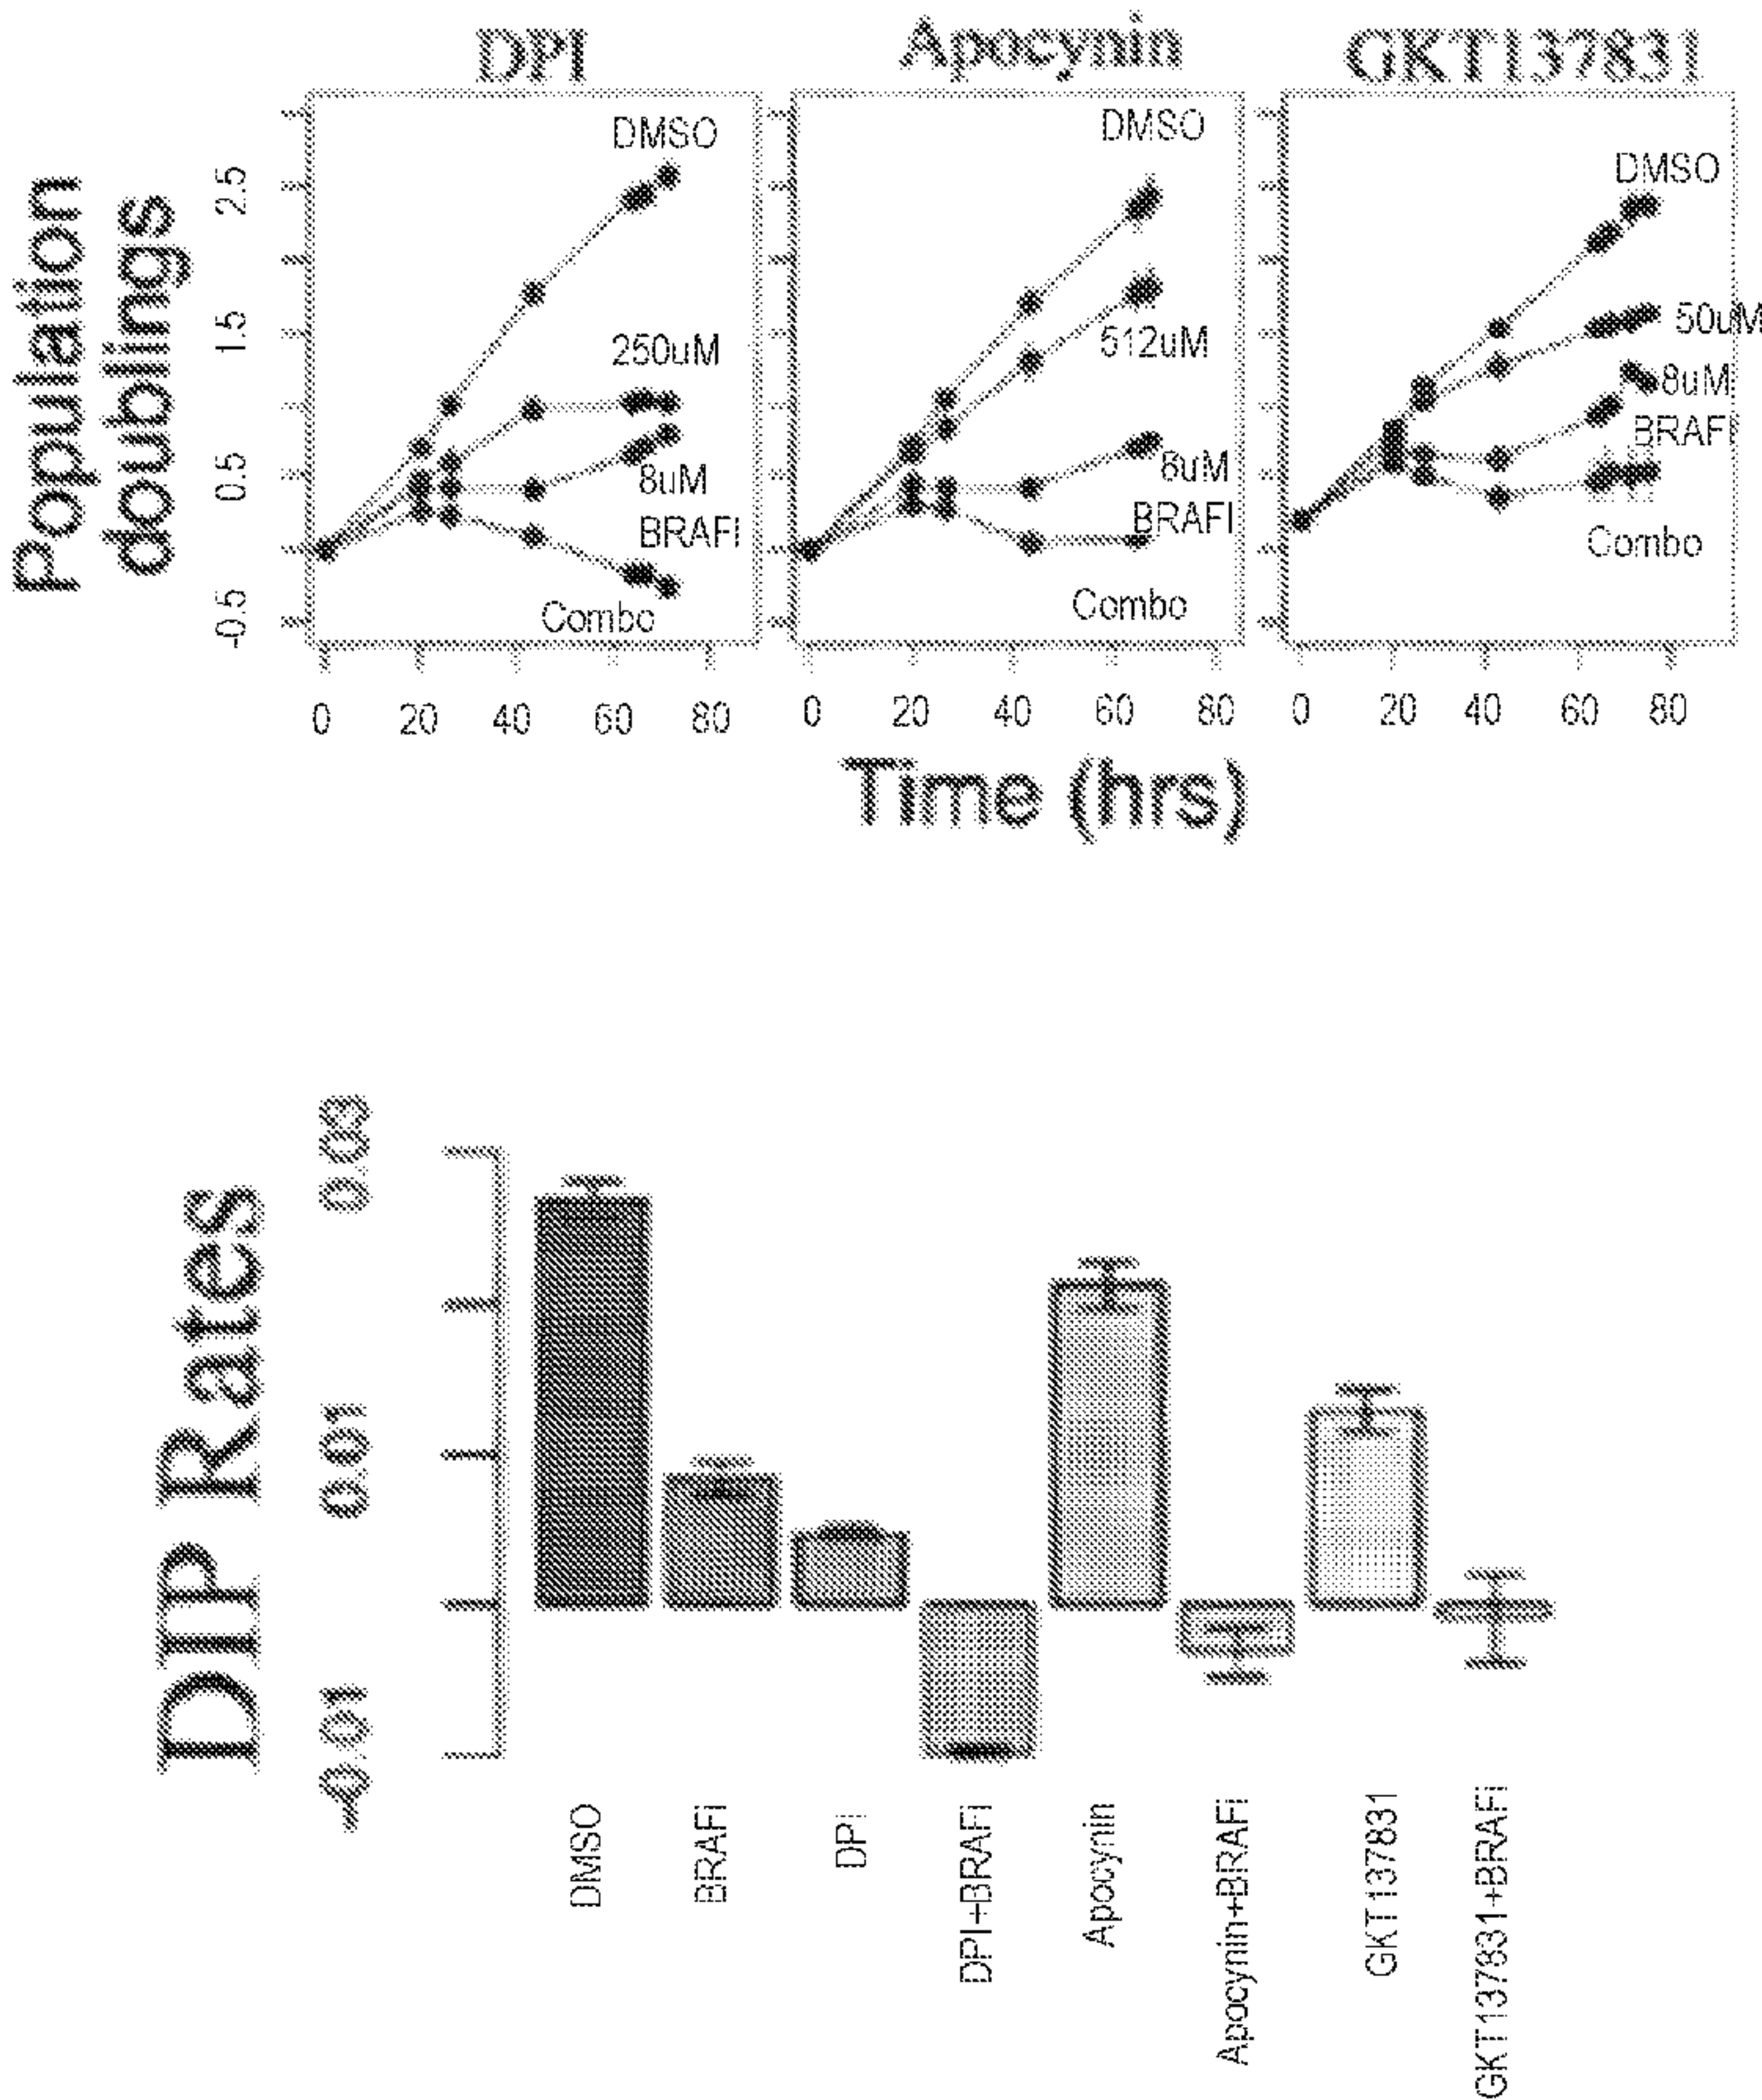 DPI Apocynin GKT137831
Population
doublings
2.5
1.5
0.5
-0.5
DMSO
250uM
8uM
BRAFi
Combo
0 20 40 60 80
DMSO
512uM
8uM
BRAFi
Combo
0 20 40 60 80
DMSO
50uM
8uM
BRAFi
Combo
0 20 40 60 80
Time (hrs)
DIP Rates
0.03
0.01
-0.01
DMSO
BRAFi
DPI
DPI+BRAFi
Apocynin
Apocynin+BRAFi
GKT137831
GKT137831+BRAFi